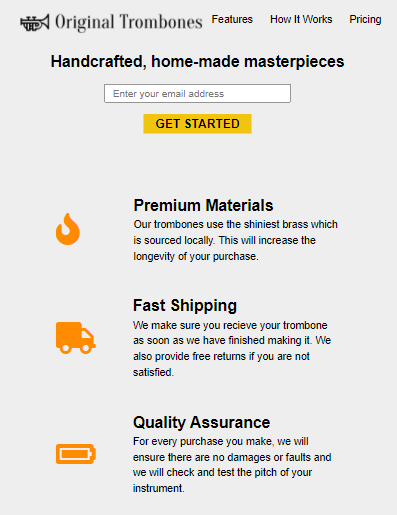 Original Trombones Features How It Works Pricing
Handcrafted, home-made masterpieces
Enter your email address
GET STARTED
Premium Materials
Our trombones use the shiniest brass which
is sourced locally. This will increase the
longevity of your purchase.
Fast Shipping
We make sure you recieve your trombone
as soon as we have finished making it. We
also provide free returns if you are not
satisfied.
Quality Assurance
For every purchase you make, we will
ensure there are no damages or faults and
we will check and test the pitch of your
instrument.